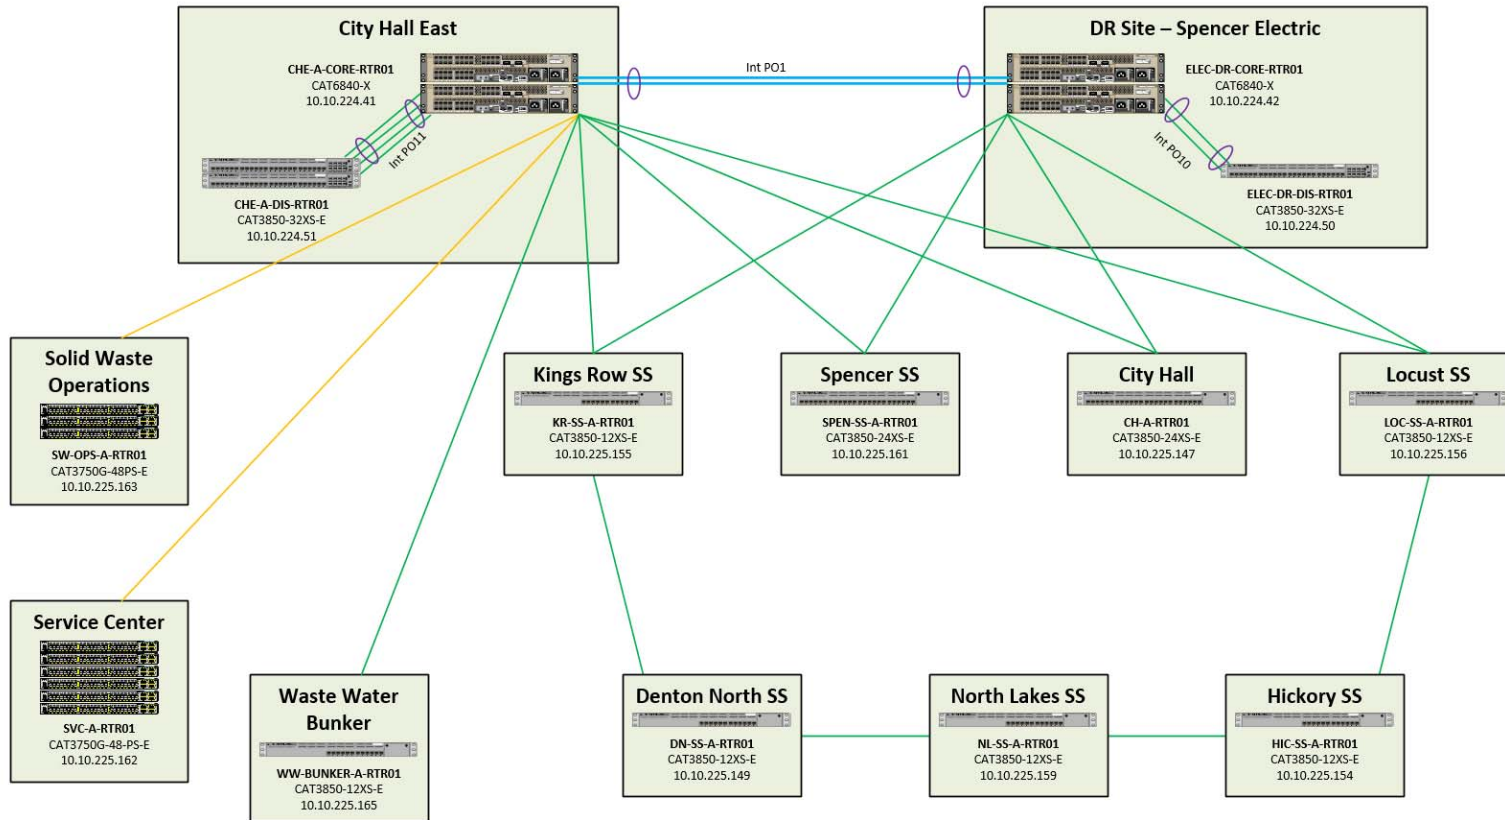 City Hall East
CHE-A-CORE-RTR01
CAT6840-X
10.10.224.41
Int PO11
CHE-A-DIS-RTR01
CAT3850-32XS-E
10.10.224.51
Int PO1
DR Site – Spencer Electric
ELEC-DR-CORE-RTR01
CAT6840-X
10.10.224.42
Int PO10
ELEC-DR-DIS-RTR01
CAT3850-32XS-E
10.10.224.50
Solid Waste
Operations
SW-OPS-A-RTR01
CAT3750G-48PS-E
10.10.225.163
Kings Row SS
KR-SS-A-RTR01
CAT3850-12XS-E
10.10.225.155
Spencer SS
SPEN-SS-A-RTR01
CAT3850-24XS-E
10.10.225.161
City Hall
CH-A-RTR01
CAT3850-24XS-E
10.10.225.147
Locust SS
LOC-SS-A-RTR01
CAT3850-12XS-E
10.10.225.156
Service Center
SVC-A-RTR01
CAT3750G-48-PS-E
10.10.225.162
Waste Water
Bunker
WW-BUNKER-A-RTR01
CAT3850-12XS-E
10.10.225.165
Denton North SS
DN-SS-A-RTR01
CAT3850-12XS-E
10.10.225.149
North Lakes SS
NL-SS-A-RTR01
CAT3850-12XS-E
10.10.225.159
Hickory SS
HIC-SS-A-RTR01
CAT3850-12XS-E
10.10.225.154